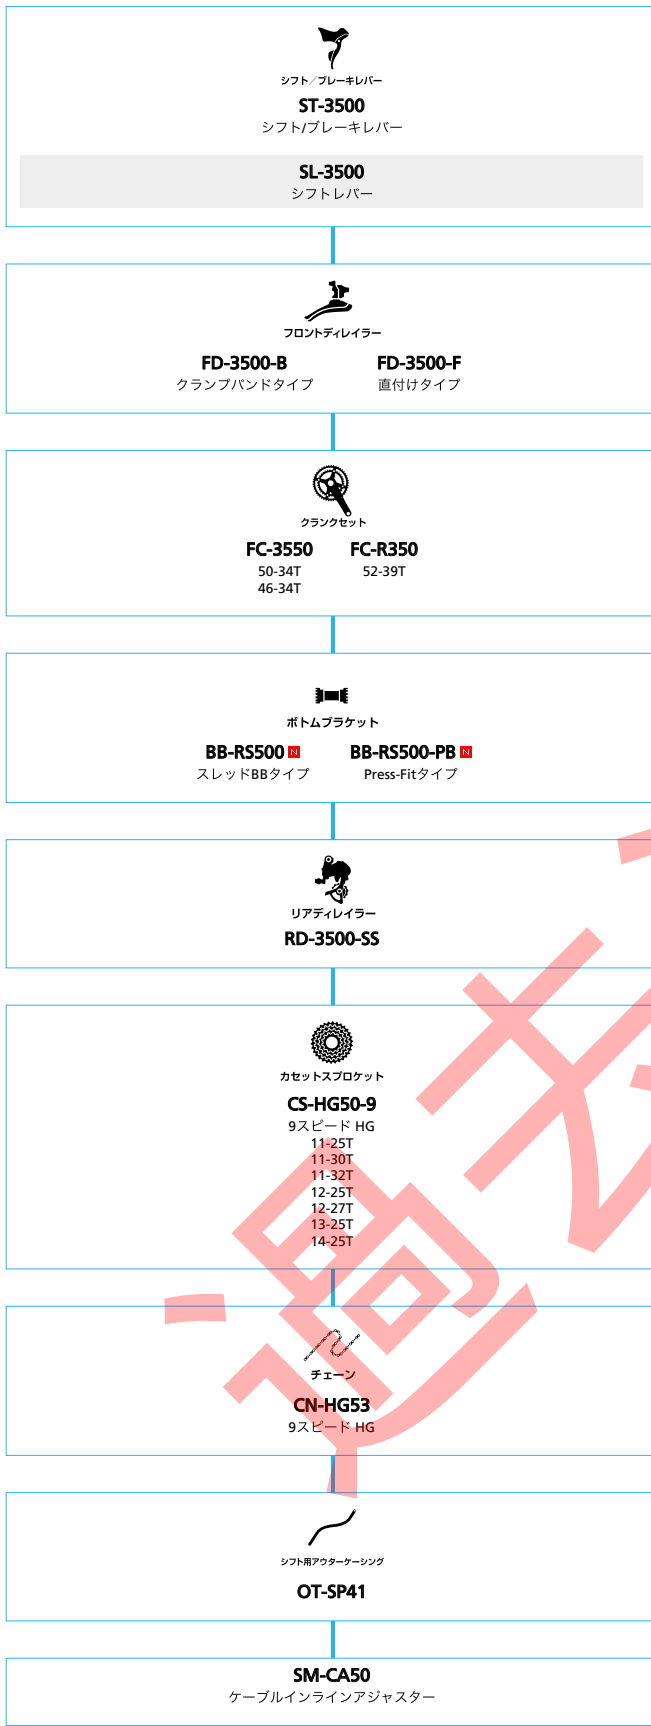 シフト／ブレーキレバー
ST-3500
シフト/ブレーキレバー
SL-3500
シフトレバー
フロントディレイラー
FD-3500-B FD-3500-F
クランプバンドタイプ 直付けタイプ
クランクセット
FC-3550 FC-R350
50-34T 52-39T
46-34T
ボトムブラケット
BB-RS500 N BB-RS500-PB N
スレッドBBタイプ Press-Fitタイプ
リアディレイラー
RD-3500-SS
カセットスプロケット
CS-HG50-9
9スピード HG
11-25T
11-30T
11-32T
12-25T
12-27T
13-25T
14-25T
チェーン
CN-HG53
9スピード HG
シフト用アウターケーシング
OT-SP41
SM-CA50
ケーブルインラインアジャスター
過去